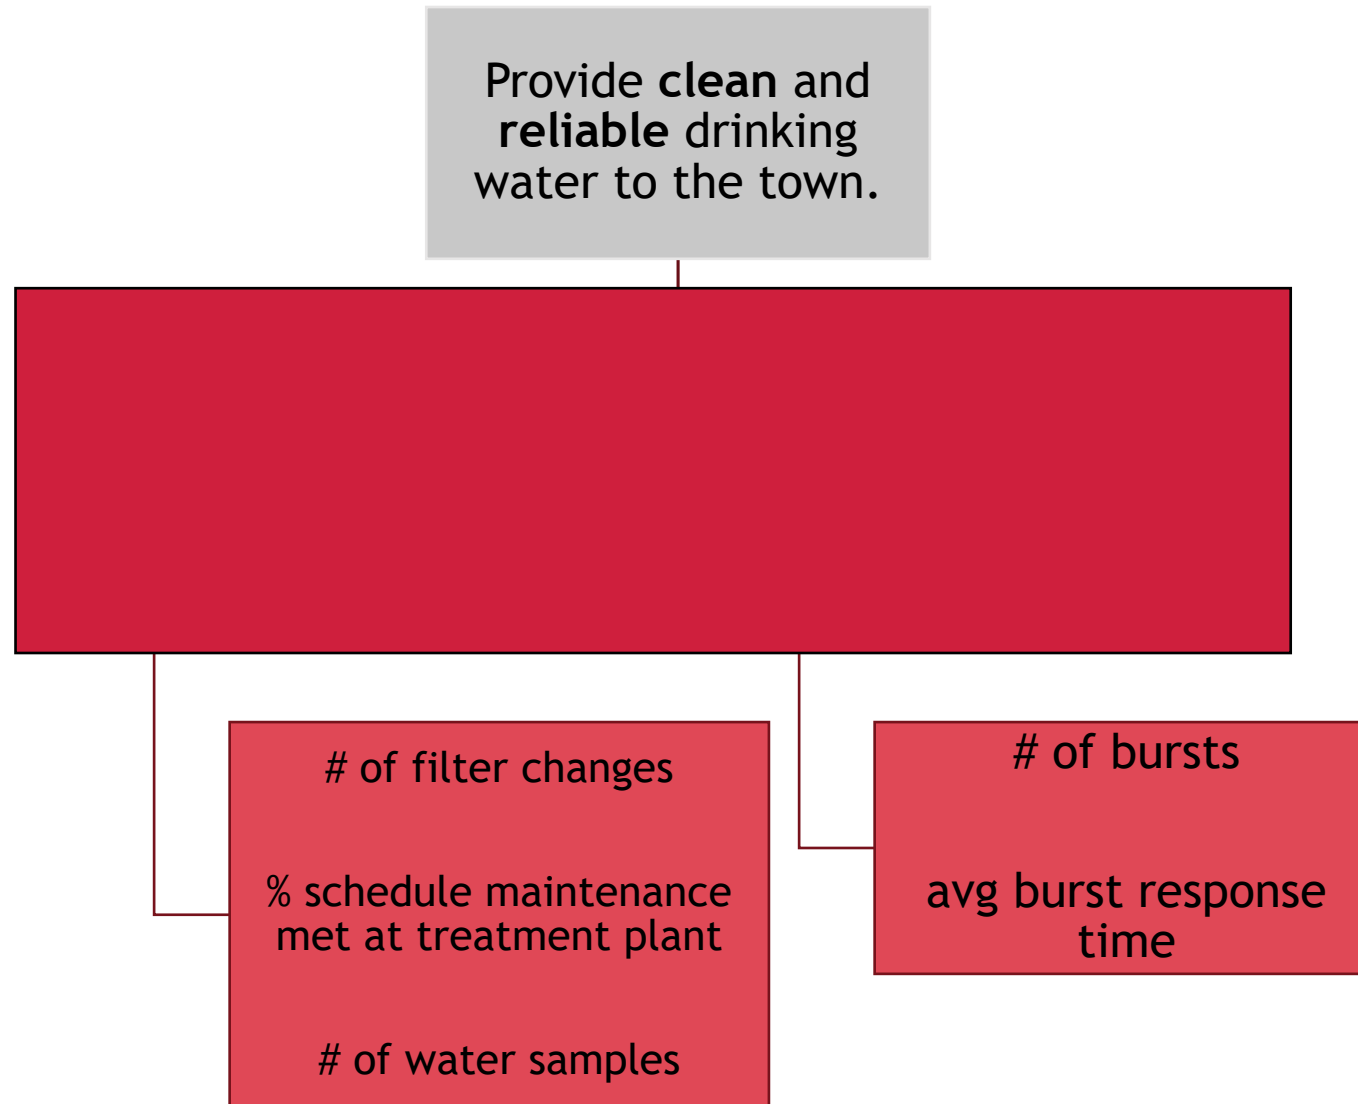 Provide clean and
reliable drinking
water to the town.
# of filter changes
% schedule maintenance
met at treatment plant
# of water samples
# of bursts
avg burst response
time